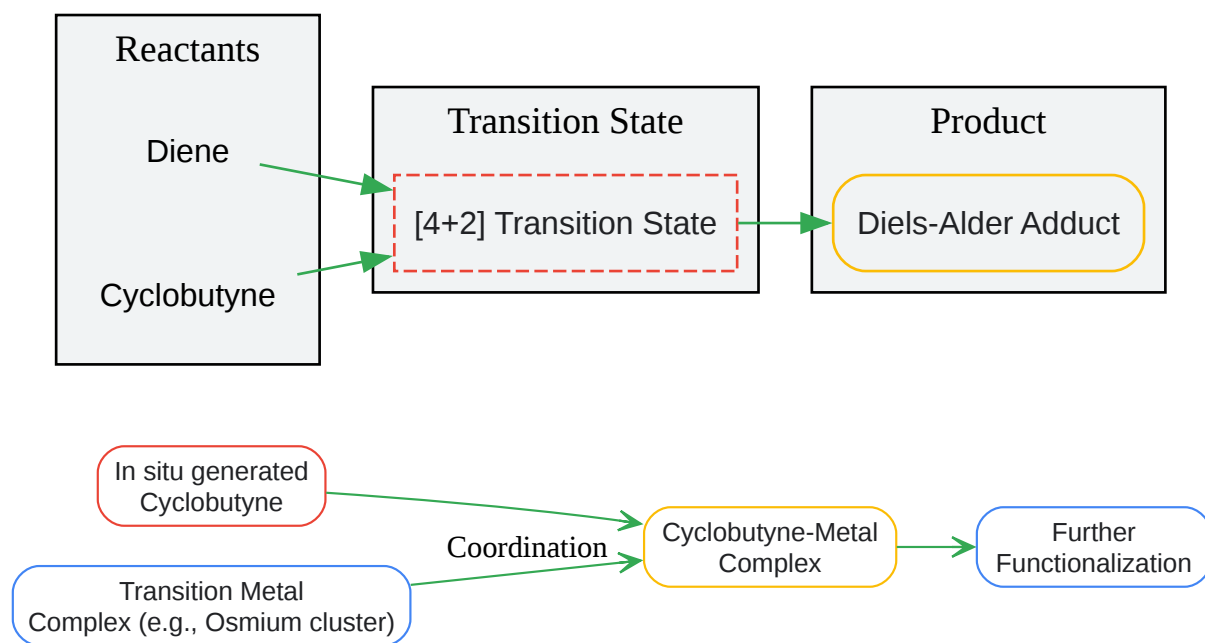 Reactants
Transition State
Product
Diene
[4+2] Transition State
Diels-Alder Adduct
Cyclobutyne
In situ generated
Cyclobutyne
Coordination
Cyclobutyne-Metal
Complex
Further
Functionalization
Transition Metal
Complex (e.g., Osmium cluster)